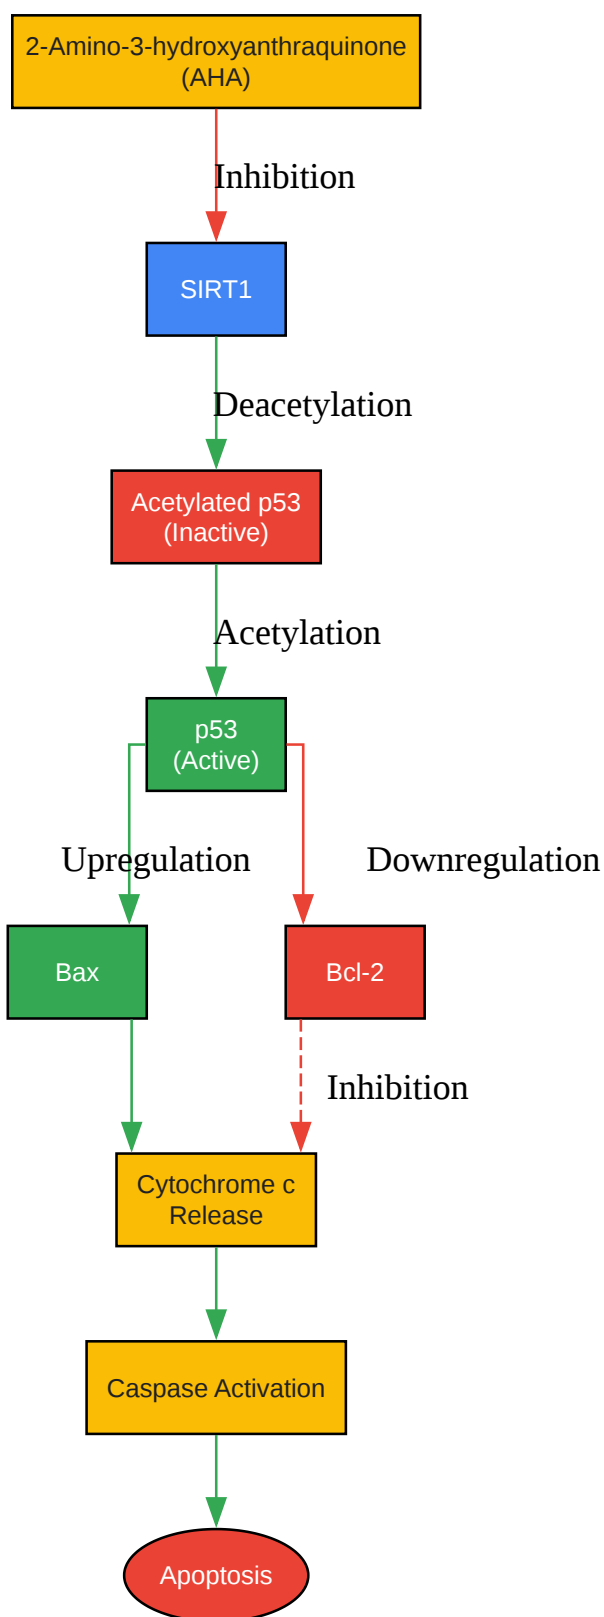 2-Amino-3-hydroxyanthraquinone
(AHA)
Inhibition
SIRT1
Deacetylation
Acetylated p53
(Inactive)
Acetylation
p53
(Active)
Upregulation
Downregulation
Bax
Bcl-2
Inhibition
Cytochrome c
Release
Caspase Activation
Apoptosis